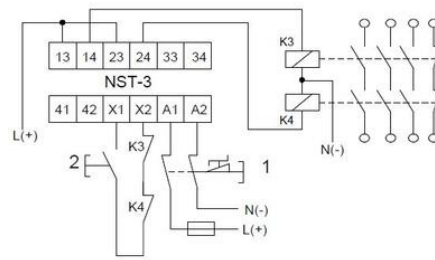 13 14 23 24 33 34
NST-3
41 42 X1 X2 A1 A2
L(+)
2
K3
K4
1
N(-)
L(+)
K3
K4
N(-)